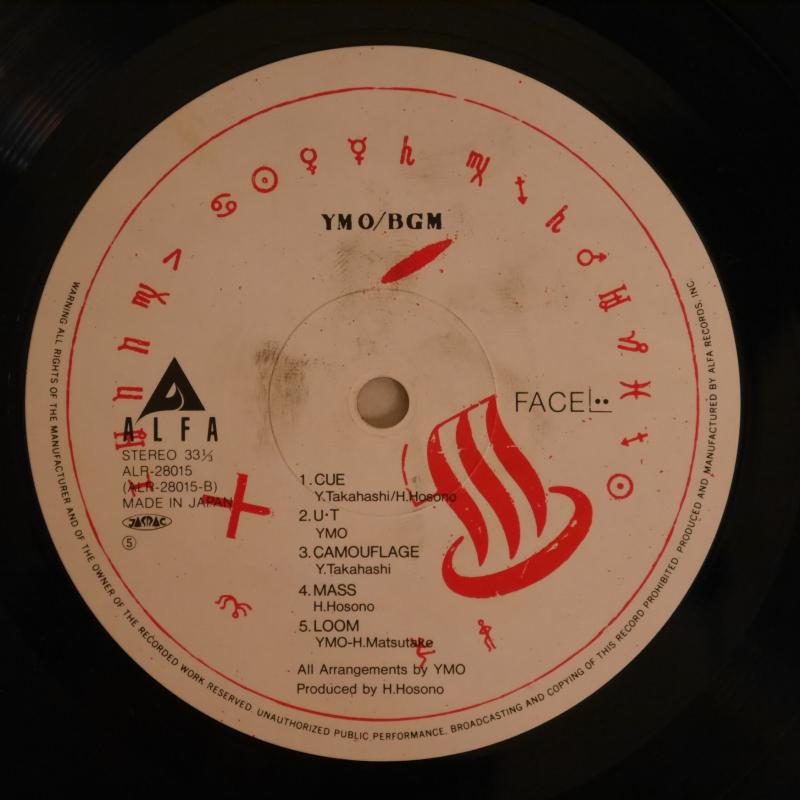 YMO/BGM
FACE
ALFA
STEREO 33⅓
ALR-28015
(ALR-28015-B)
MADE IN JAPAN
JASRAC
⑤
1. CUE
Y.Takahashi/H.Hosono
2. U·T
YMO
3. CAMOUFLAGE
Y.Takahashi
4. MASS
H.Hosono
5. LOOM
YMO-H.Matsutake
All Arrangements by YMO
Produced by H.Hosono
WARNING ALL RIGHTS OF THE MANUFACTURER AND OF THE OWNER OF THE RECORDED WORK RESERVED. UNAUTHORIZED PUBLIC PERFORMANCE, BROADCASTING AND COPYING OF THIS RECORD PROHIBITED. PRODUCED AND MANUFACTURED BY ALFA RECORDS, INC.